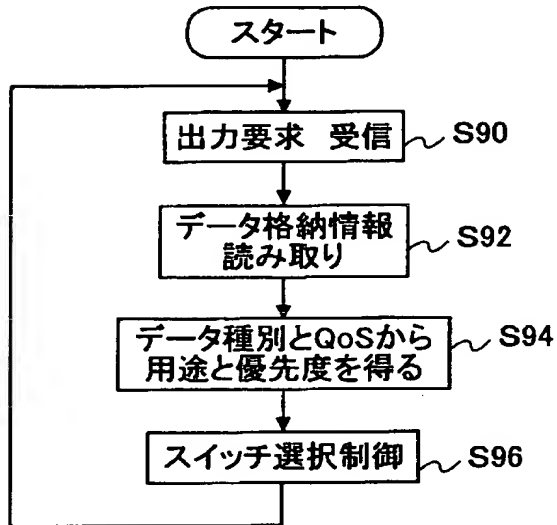 スタート
出力要求 受信
S90
データ格納情報
読み取り
S92
データ種別とQoSから
用途と優先度を得る
S94
スイッチ選択制御
S96